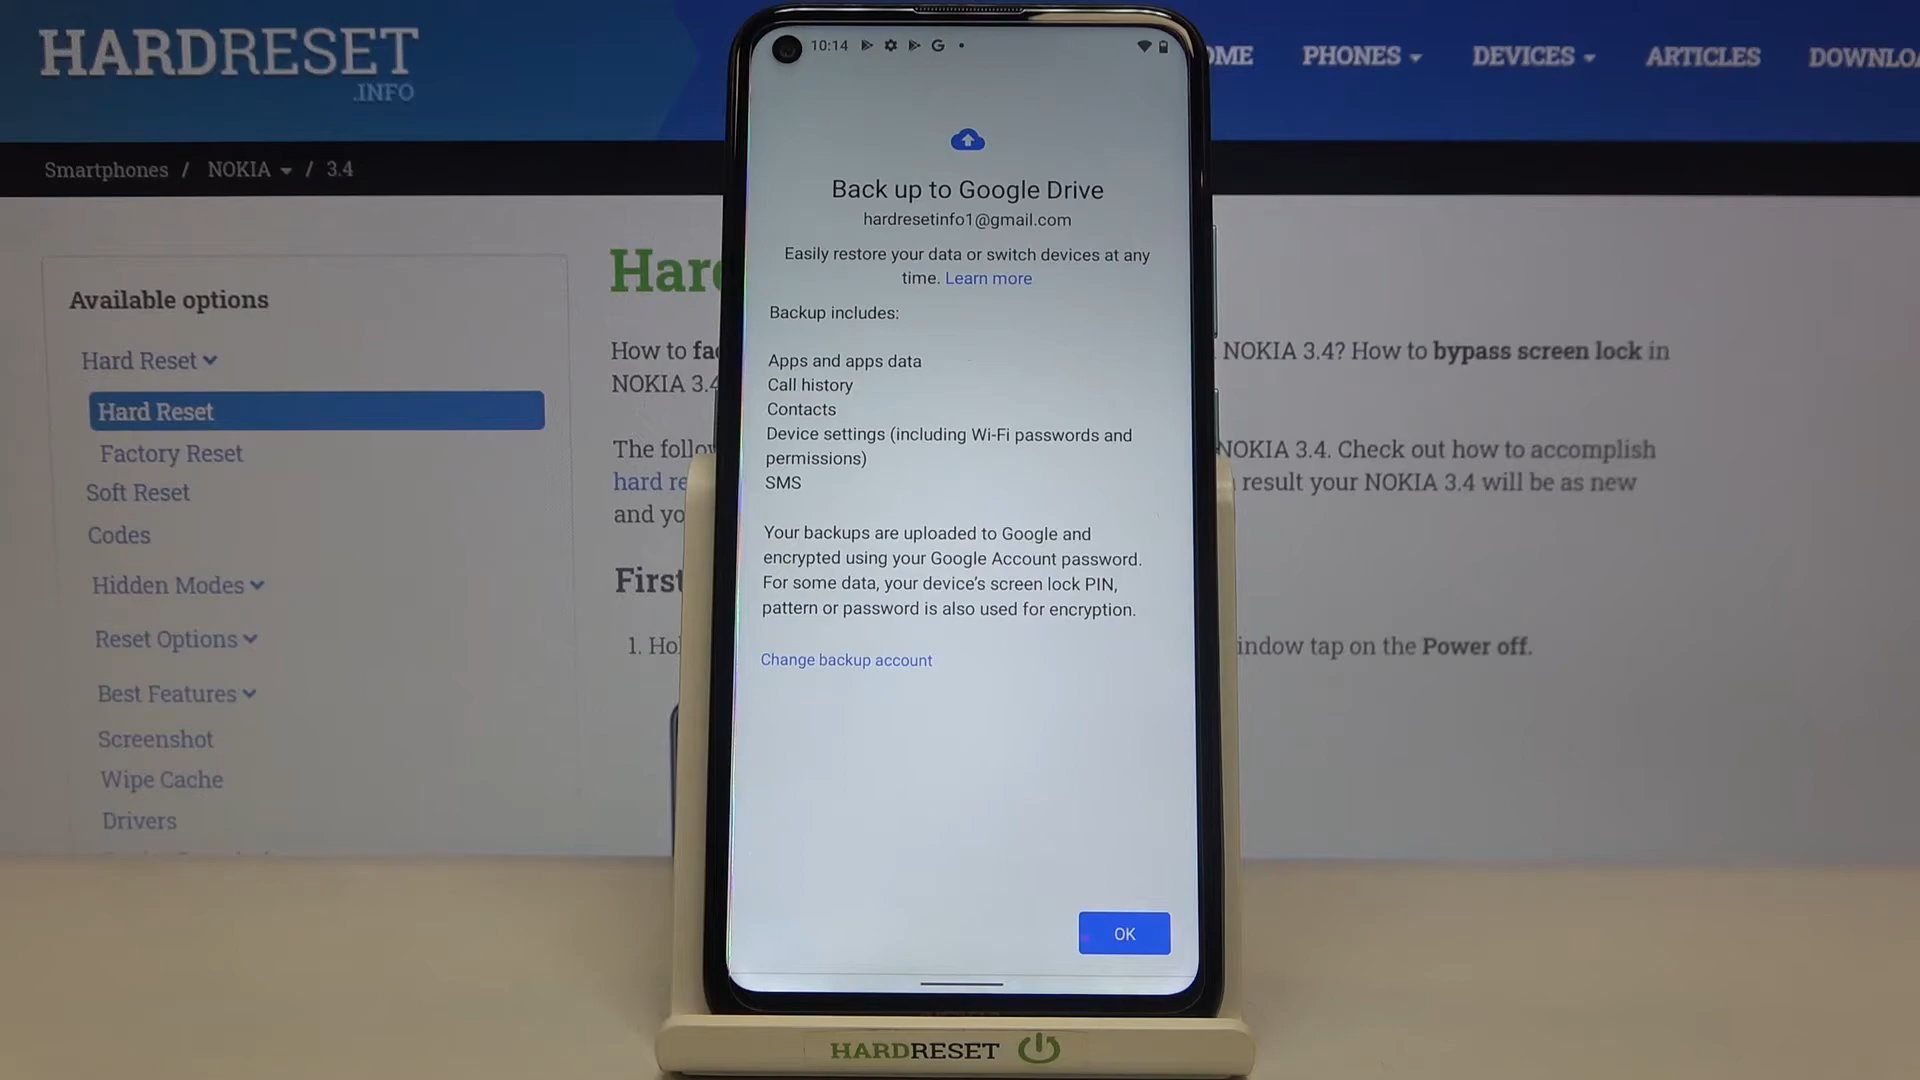 HARDRESET
.INFO
OME PHONES DEVICES ARTICLES DOWNLOA
Smartphones / NOKIA / 3.4
Available options
Hard Reset
Hard Reset
Factory Reset
Soft Reset
Codes
Hidden Modes
Reset Options
Best Features
Screenshot
Wipe Cache
Drivers
Hard
How to fac NOKIA 3.4? How to bypass screen lock in
NOKIA 3.4
The follow NOKIA 3.4. Check out how to accomplish
hard re result your NOKIA 3.4 will be as new
and yo
First
1. Hol indow tap on the Power off.
10:14 G
Back up to Google Drive
hardresetinfo1@gmail.com
Easily restore your data or switch devices at any
time. Learn more
Backup includes:
Apps and apps data
Call history
Contacts
Device settings (including Wi-Fi passwords and
permissions)
SMS
Your backups are uploaded to Google and
encrypted using your Google Account password.
For some data, your device's screen lock PIN,
pattern or password is also used for encryption.
Change backup account
OK
HARDRESET